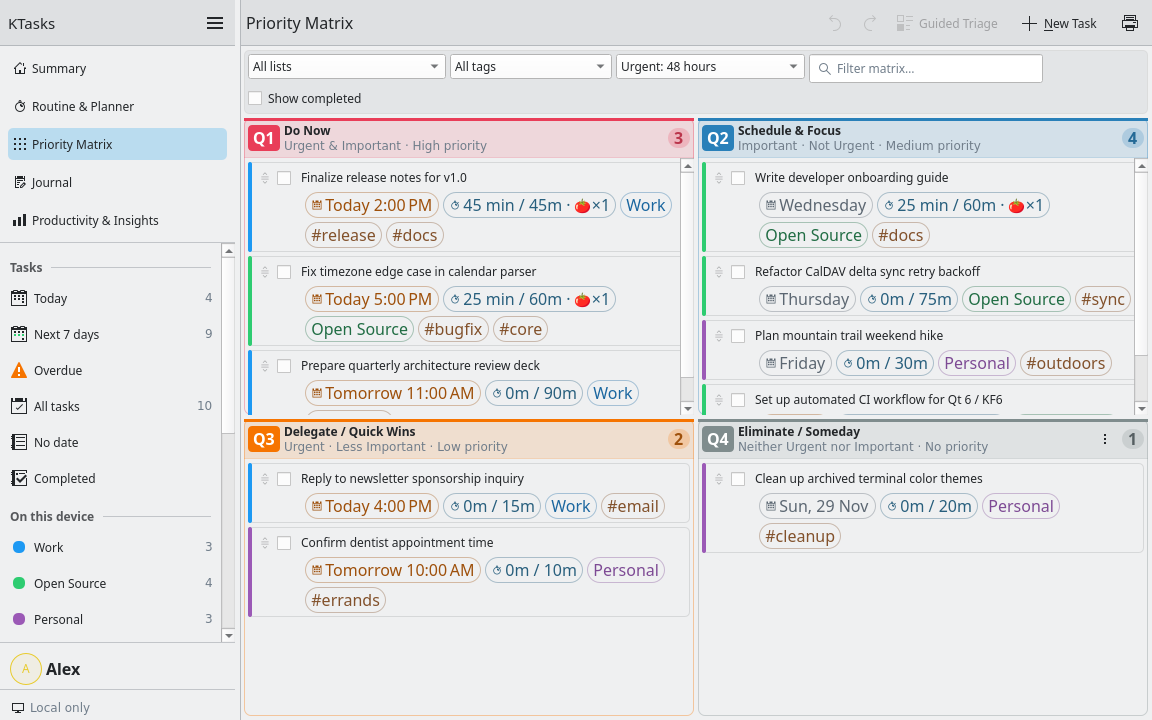 KTasks
Priority Matrix
Guided Triage
New Task
Summary
Routine & Planner
Priority Matrix
Journal
Productivity & Insights
Tasks
Today 4
Next 7 days 9
Overdue
All tasks 10
No date
Completed
On this device
Work 3
Open Source 4
Personal 3
A Alex
Local only
All lists
All tags
Urgent: 48 hours
Filter matrix...
Show completed
Q1 Do Now 3
Urgent & Important · High priority
Finalize release notes for v1.0
Today 2:00 PM 45 min / 45m · 🍅×1 Work
#release #docs
Fix timezone edge case in calendar parser
Today 5:00 PM 25 min / 60m · 🍅×1
Open Source #bugfix #core
Prepare quarterly architecture review deck
Tomorrow 11:00 AM 0m / 90m Work
Q2 Schedule & Focus 4
Important · Not Urgent · Medium priority
Write developer onboarding guide
Wednesday 25 min / 60m · 🍅×1
Open Source #docs
Refactor CalDAV delta sync retry backoff
Thursday 0m / 75m Open Source #sync
Plan mountain trail weekend hike
Friday 0m / 30m Personal #outdoors
Set up automated CI workflow for Qt 6 / KF6
Q3 Delegate / Quick Wins 2
Urgent · Less Important · Low priority
Reply to newsletter sponsorship inquiry
Today 4:00 PM 0m / 15m Work #email
Confirm dentist appointment time
Tomorrow 10:00 AM 0m / 10m Personal
#errands
Q4 Eliminate / Someday 1
Neither Urgent nor Important · No priority
Clean up archived terminal color themes
Sun, 29 Nov 0m / 20m Personal
#cleanup